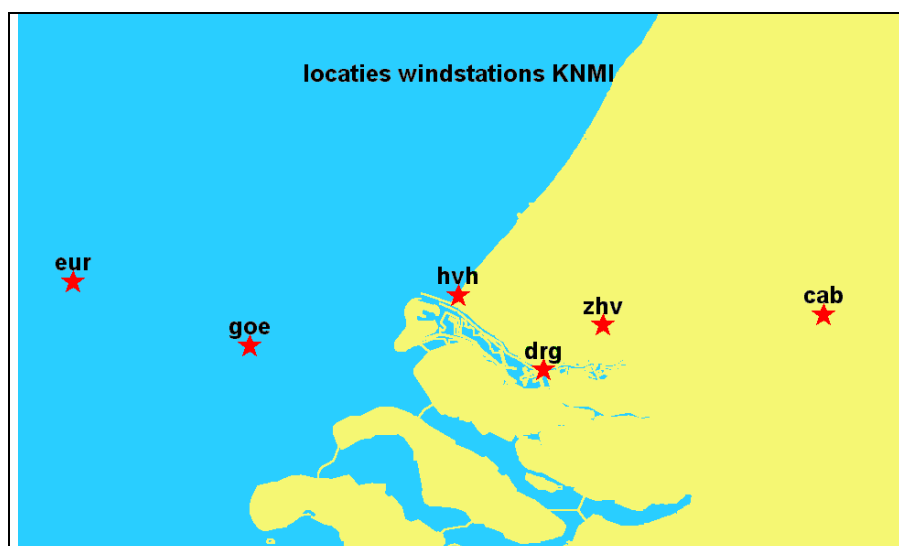 locaties windstations KNMI
eur
hvh
cab
zhv
goe
drg